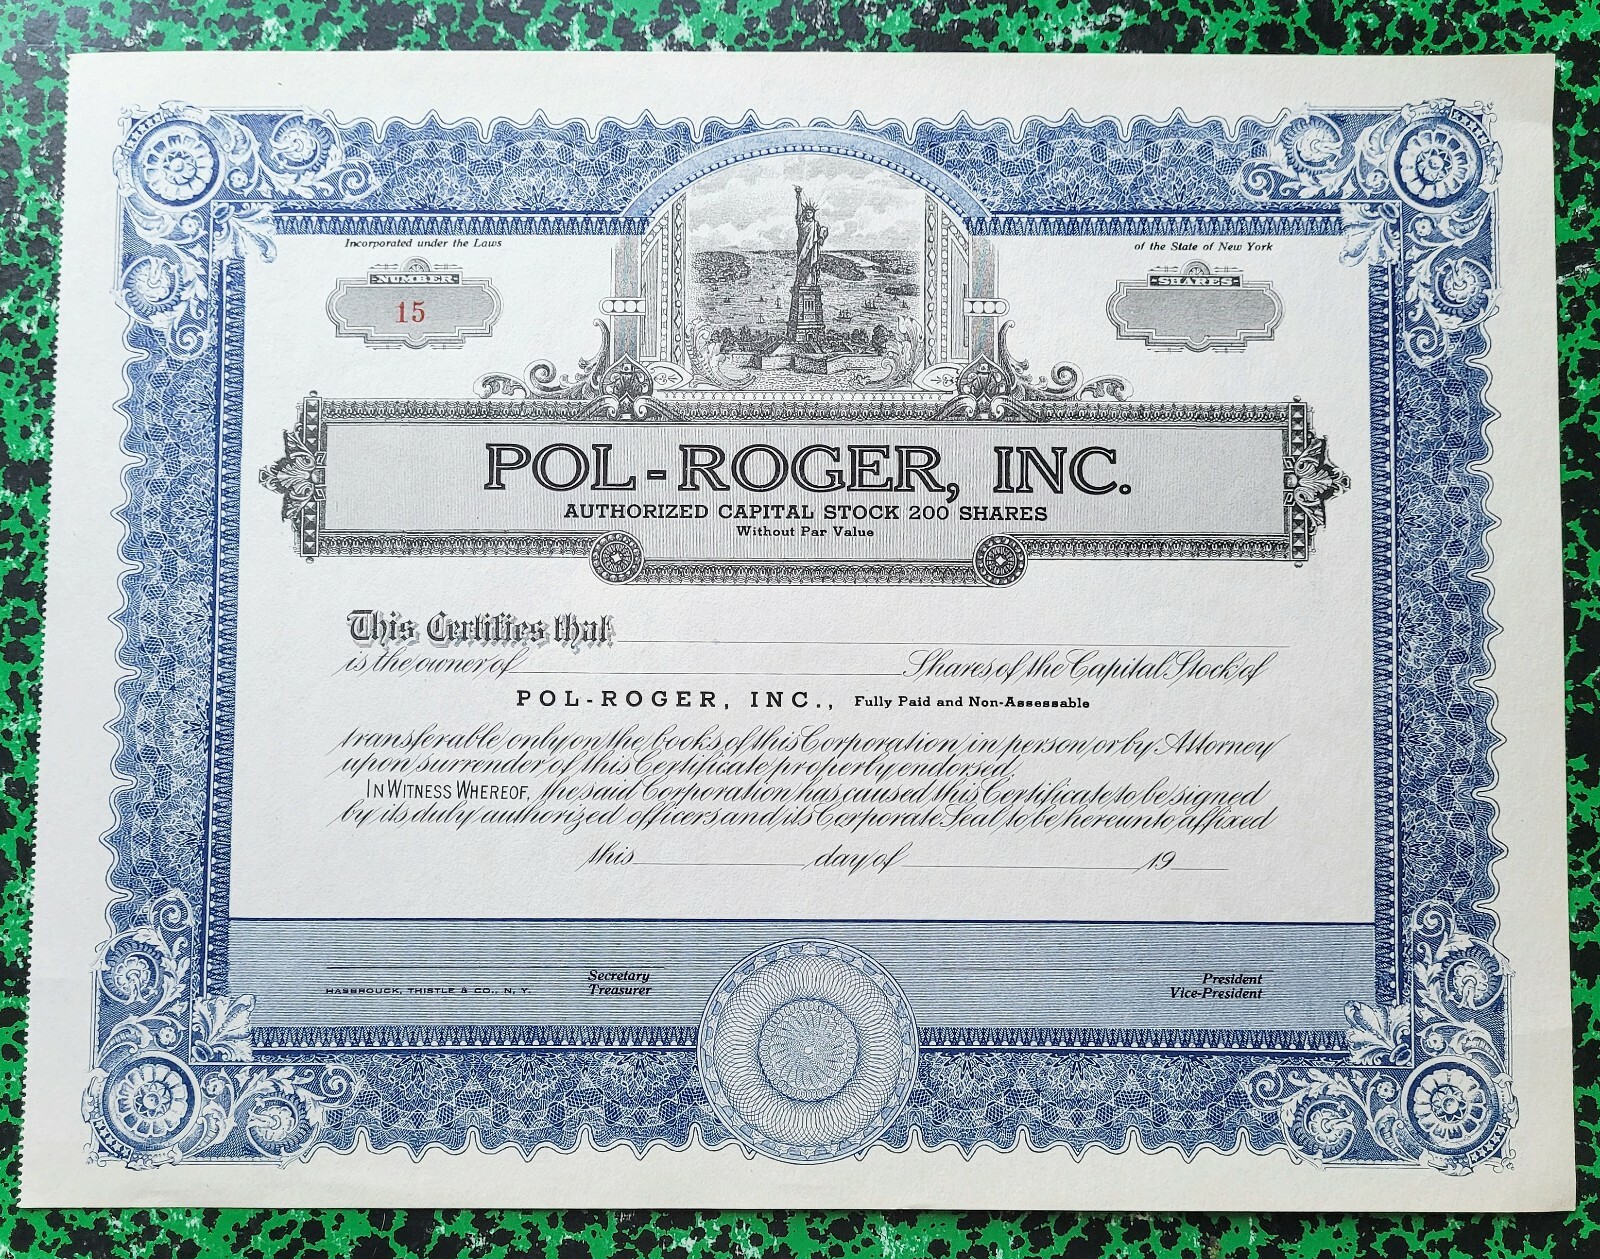 Incorporated under the Laws
of the State of New York
NUMBER
15
SHARES
POL-ROGER, INC.
AUTHORIZED CAPITAL STOCK 200 SHARES
Without Par Value
This Certifies that
is the owner of Shares of the Capital Stock of
POL-ROGER, INC., Fully Paid and Non-Assessable
transferable only on the books of this Corporation in person or by Attorney
upon surrender of this Certificate properly endorsed.
IN WITNESS WHEREOF, the said Corporation has caused this Certificate to be signed
by its duly authorized officers and its Corporate Seal to be hereunto affixed
this day of 19
Secretary
Treasurer
HASBROUCK, THISTLE & CO., N. Y.
President
Vice-President